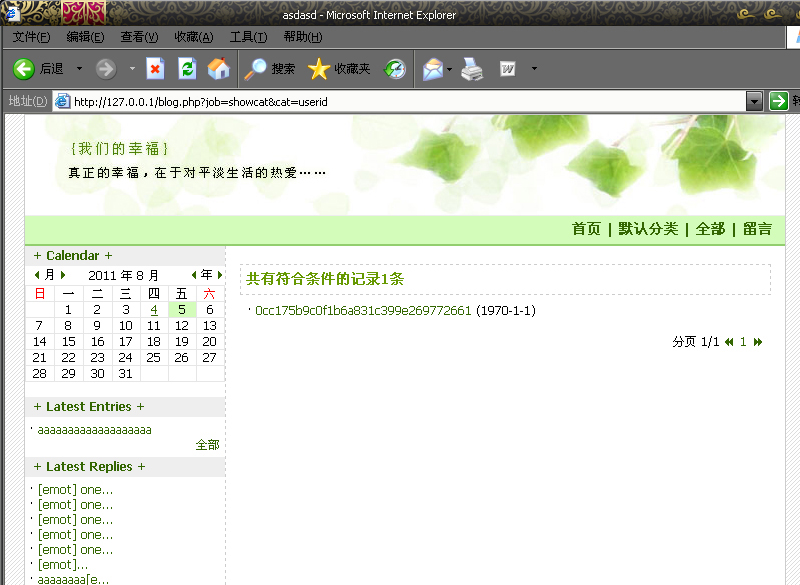 asdasd - Microsoft Internet Explorer
文件(F) 编辑(E) 查看(V) 收藏(A) 工具(T) 帮助(H)
后退 搜索 收藏夹
地址(D) http://127.0.0.1/blog.php?job=showcat&cat=userid
{我们的幸福}
真正的幸福，在于对平淡生活的热爱……
首页 | 默认分类 | 全部 | 留言
+ Calendar +
月 2011 年 8 月 年
日 一 二 三 四 五 六
1 2 3 4 5 6
7 8 9 10 11 12 13
14 15 16 17 18 19 20
21 22 23 24 25 26 27
28 29 30 31
+ Latest Entries +
· aaaaaaaaaaaaaaaaaaa
全部
+ Latest Replies +
· [emot] one...
· [emot] one...
· [emot] one...
· [emot] one...
· [emot] one...
· [emot]...
· aaaaaaaa[e...
共有符合条件的记录1条
· 0cc175b9c0f1b6a831c399e269772661 (1970-1-1)
分页 1/1 1